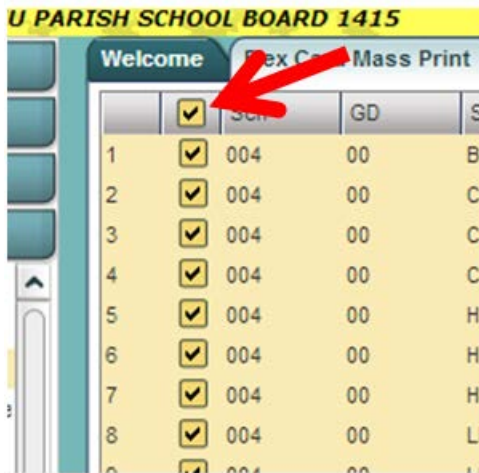 U PARISH SCHOOL BOARD 1415
Welcome Mass Print
GD S
1 004 00 B
2 004 00 C
3 004 00 C
4 004 00 C
5 004 00 H
6 004 00 H
7 004 00 H
8 004 00 L